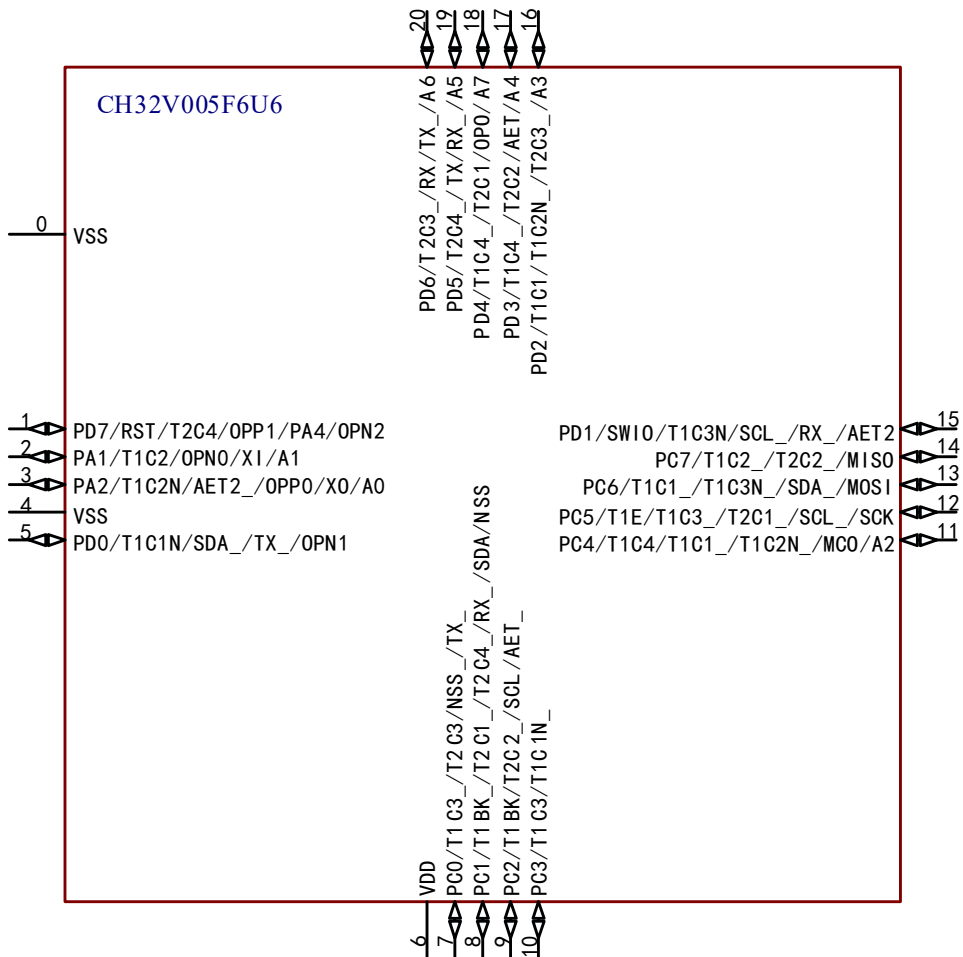 20
19
18
17
16
PD6/T2C3_/RX/TX_/A6
PD5/T2C4_/TX/RX_/A5
PD4/T1C4_/T2C1/OPO/A7
PD3/T1C4_/T2C2/AET/A4
PD2/T1C1/T1C2N_/T2C3_/A3
CH32V005F6U6
0
VSS
1
PD7/RST/T2C4/OPP1/PA4/OPN2
2
PA1/T1C2/OPN0/XI/A1
3
PA2/T1C2N/AET2_/OPP0/XO/A0
4
VSS
5
PD0/T1C1N/SDA_/TX_/OPN1
PD1/SWIO/T1C3N/SCL_/RX_/AET2
15
PC7/T1C2_/T2C2_/MISO
14
PC6/T1C1_/T1C3N_/SDA_/MOSI
13
PC5/T1E/T1C3_/T2C1_/SCL_/SCK
12
PC4/T1C4/T1C1_/T1C2N_/MCO/A2
11
VDD
PC0/T1C3_/T2C3/NSS_/TX_
PC1/T1BK_/T2C1_/T2C4_/RX_/SDA/NSS
PC2/T1BK/T2C2_/SCL/AET_
PC3/T1C3/T1C1N_
6
7
8
9
10